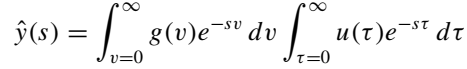 ŷ(s) = ∫_{v=0}^{∞} g(v)e^{−sv} dv ∫_{τ=0}^{∞} u(τ)e^{−sτ} dτ